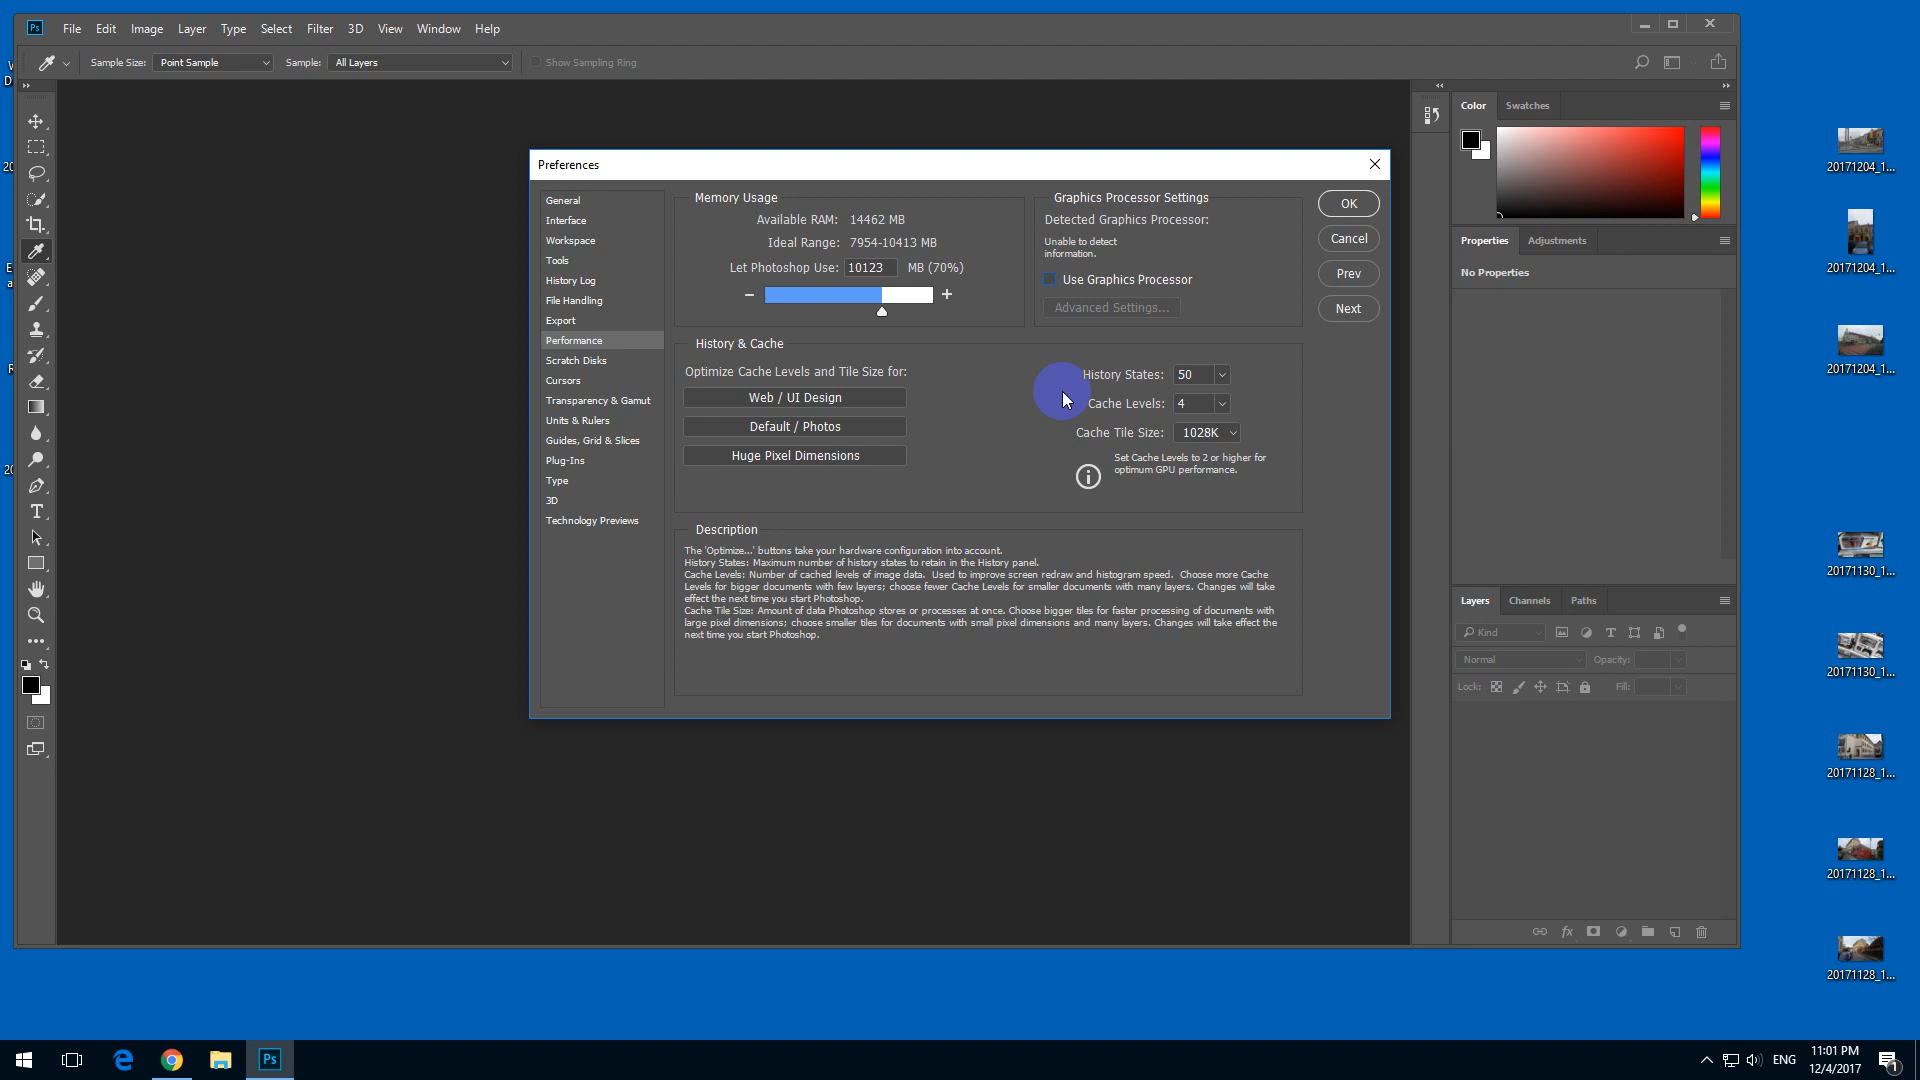 Ps File Edit Image Layer Type Select Filter 3D View Window Help
Sample Size: Point Sample Sample: All Layers Show Sampling Ring
Preferences
General
Interface
Workspace
Tools
History Log
File Handling
Export
Performance
Scratch Disks
Cursors
Transparency & Gamut
Units & Rulers
Guides, Grid & Slices
Plug-Ins
Type
3D
Technology Previews
Memory Usage
Available RAM: 14462 MB
Ideal Range: 7954-10413 MB
Let Photoshop Use: 10123 MB (70%)
Graphics Processor Settings
Detected Graphics Processor:
Unable to detect
information.
Use Graphics Processor
Advanced Settings...
OK
Cancel
Prev
Next
History & Cache
Optimize Cache Levels and Tile Size for:
Web / UI Design
Default / Photos
Huge Pixel Dimensions
History States: 50
Cache Levels: 4
Cache Tile Size: 1028K
Set Cache Levels to 2 or higher for
optimum GPU performance.
Description
The 'Optimize...' buttons take your hardware configuration into account.
History States: Maximum number of history states to retain in the History panel.
Cache Levels: Number of cached levels of image data. Used to improve screen redraw and histogram speed. Choose more Cache
Levels for bigger documents with few layers; choose fewer Cache Levels for smaller documents with many layers. Changes will take
effect the next time you start Photoshop.
Cache Tile Size: Amount of data Photoshop stores or processes at once. Choose bigger tiles for faster processing of documents with
large pixel dimensions; choose smaller tiles for documents with small pixel dimensions and many layers. Changes will take effect the
next time you start Photoshop.
Color Swatches
Properties Adjustments
No Properties
Layers Channels Paths
Kind
Normal Opacity:
Lock: Fill:
fx
20171204_1...
20171204_1...
20171204_1...
20171130_1...
20171130_1...
20171128_1...
20171128_1...
20171128_1...
Ps
ENG
11:01 PM
12/4/2017
1